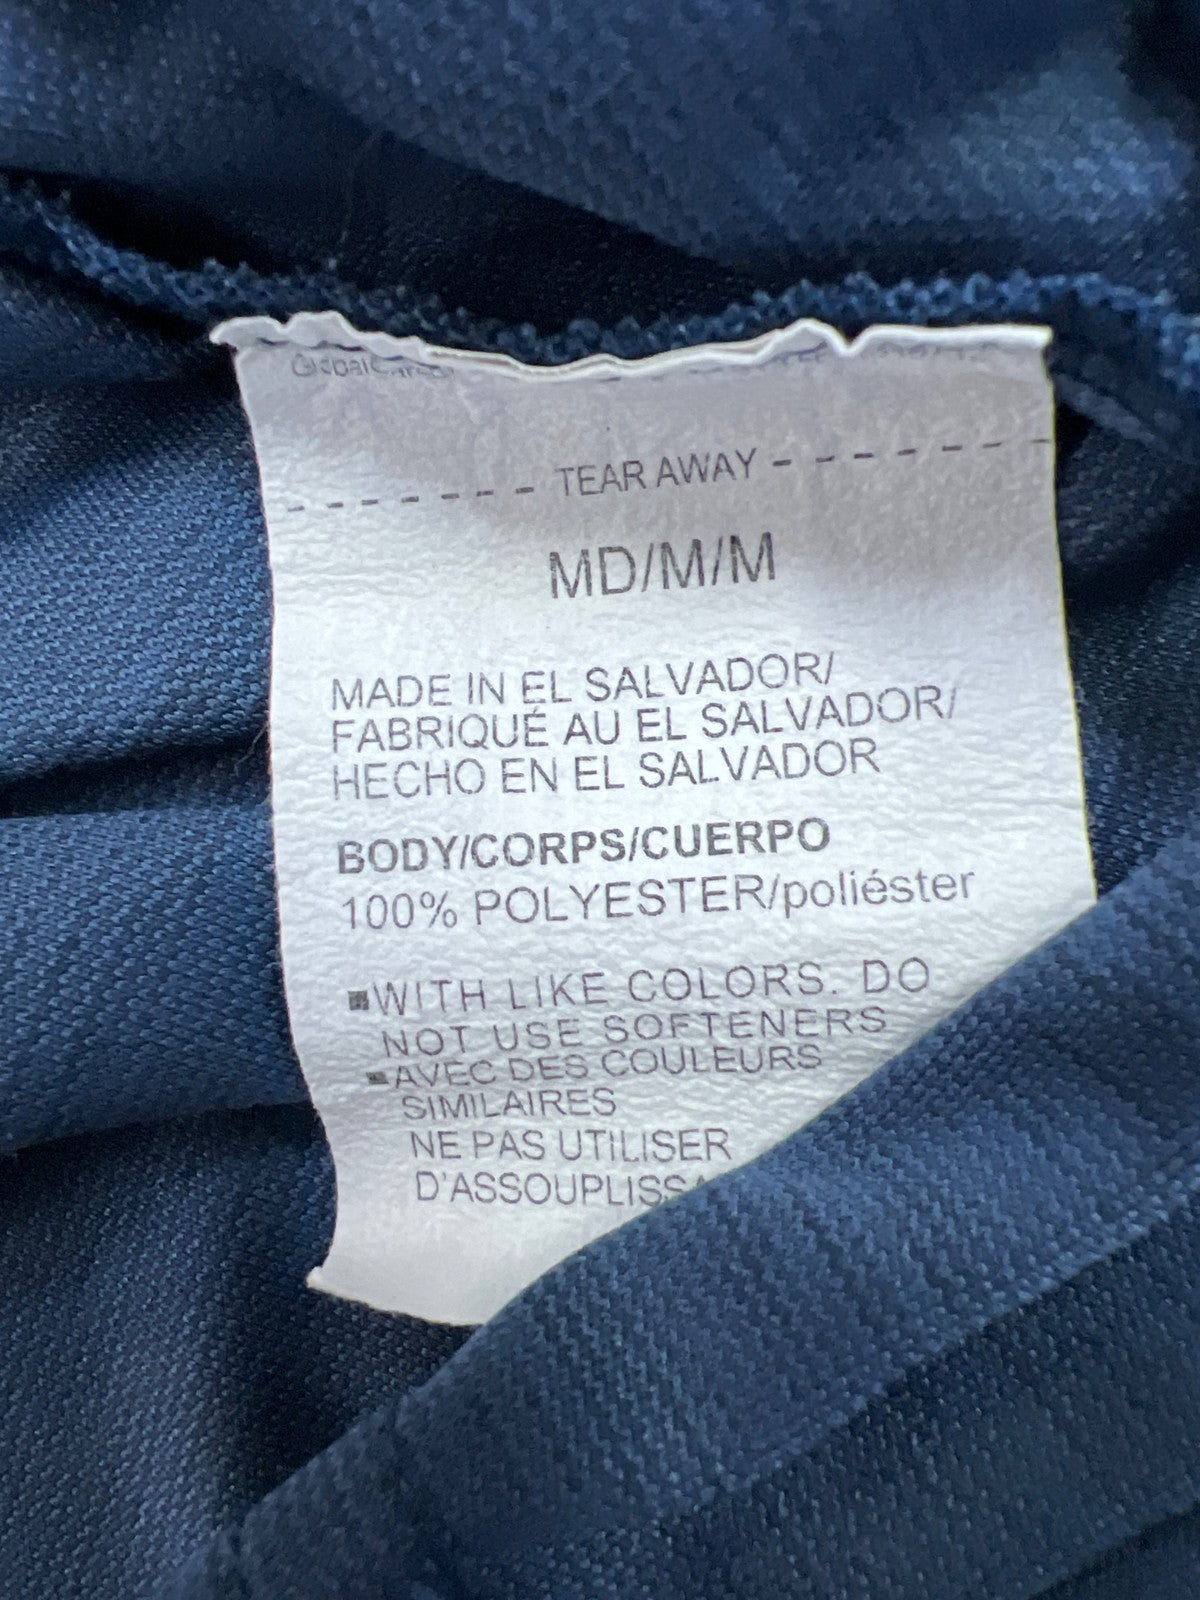 TEAR AWAY
MD/M/M
MADE IN EL SALVADOR/
FABRIQUÉ AU EL SALVADOR/
HECHO EN EL SALVADOR
BODY/CORPS/CUERPO
100% POLYESTER/poliéster
■WITH LIKE COLORS. DO
NOT USE SOFTENERS
■AVEC DES COULEURS
SIMILAIRES
NE PAS UTILISER